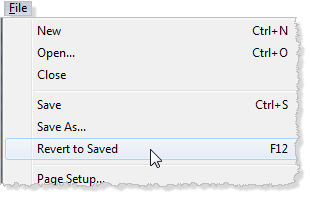 File
New Ctrl+N
Open... Ctrl+O
Close
Save Ctrl+S
Save As...
Revert to Saved F12
Page Setup...